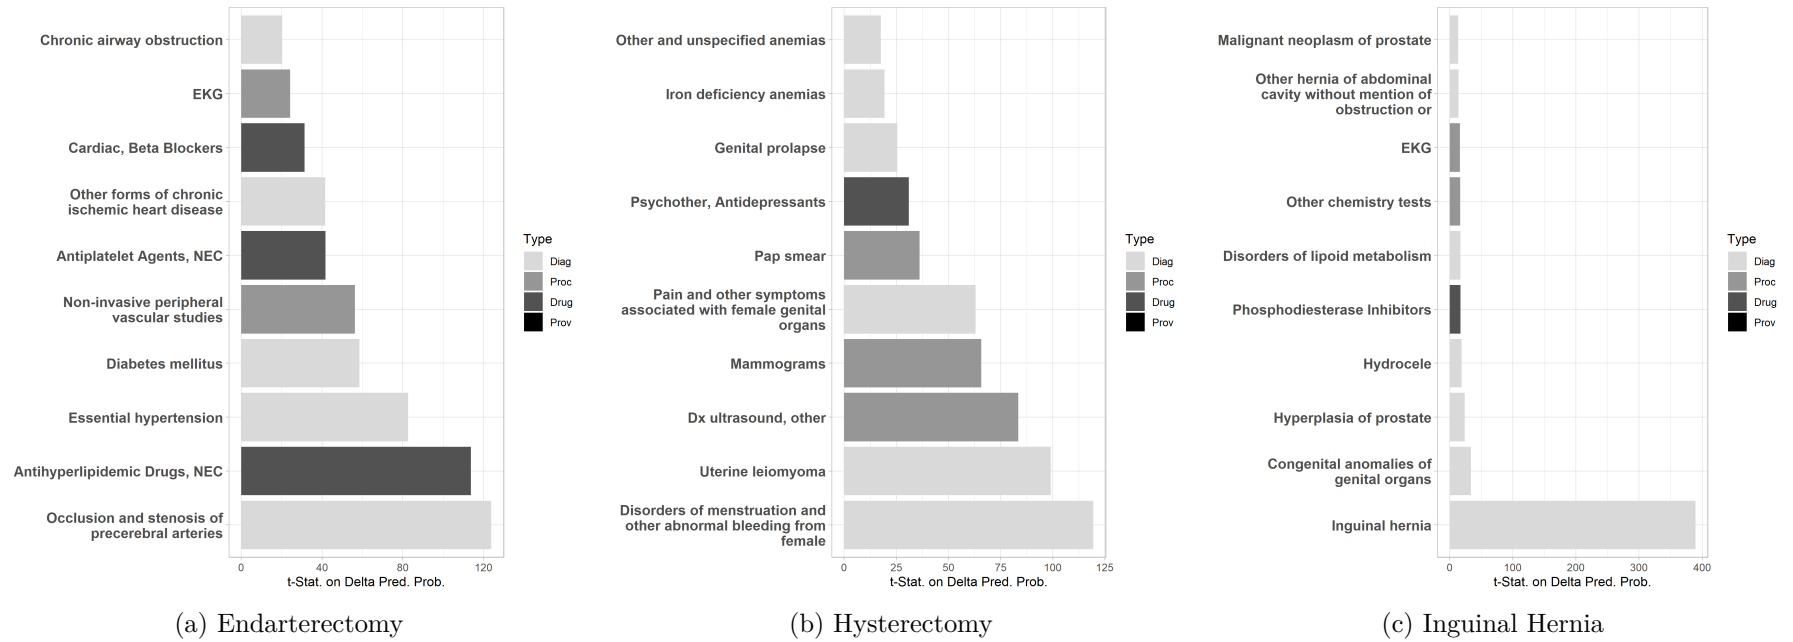 Chronic airway obstruction
EKG
Cardiac, Beta Blockers
Other forms of chronic
ischemic heart disease
Antiplatelet Agents, NEC
Non-invasive peripheral
vascular studies
Diabetes mellitus
Essential hypertension
Antihyperlipidemic Drugs, NEC
Occlusion and stenosis of
precerebral arteries
0 40 80 120
t-Stat. on Delta Pred. Prob.
Type
Diag
Proc
Drug
Prov
(a) Endarterectomy
Other and unspecified anemias
Iron deficiency anemias
Genital prolapse
Psychother, Antidepressants
Pap smear
Pain and other symptoms
associated with female genital
organs
Mammograms
Dx ultrasound, other
Uterine leiomyoma
Disorders of menstruation and
other abnormal bleeding from
female
0 25 50 75 100 125
t-Stat. on Delta Pred. Prob.
Type
Diag
Proc
Drug
Prov
(b) Hysterectomy
Malignant neoplasm of prostate
Other hernia of abdominal
cavity without mention of
obstruction or
EKG
Other chemistry tests
Disorders of lipoid metabolism
Phosphodiesterase Inhibitors
Hydrocele
Hyperplasia of prostate
Congenital anomalies of
genital organs
Inguinal hernia
0 100 200 300 400
t-Stat. on Delta Pred. Prob.
Type
Diag
Proc
Drug
Prov
(c) Inguinal Hernia